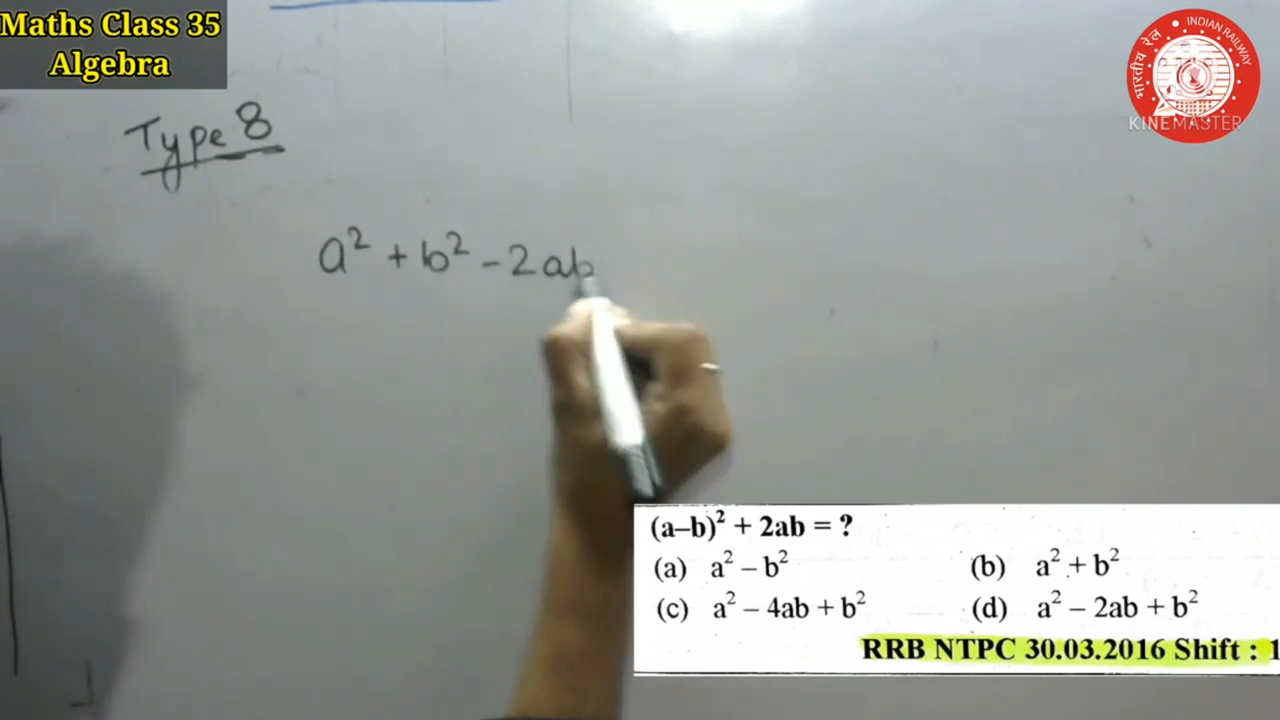 Maths Class 35
Algebra
भारतीय रेल
INDIAN RAILWAY
KINEMASTER
Type 8
a² + b² - 2ab
(a–b)² + 2ab = ?
(a) a² – b²
(b) a² + b²
(c) a² – 4ab + b²
(d) a² – 2ab + b²
RRB NTPC 30.03.2016 Shift : 1